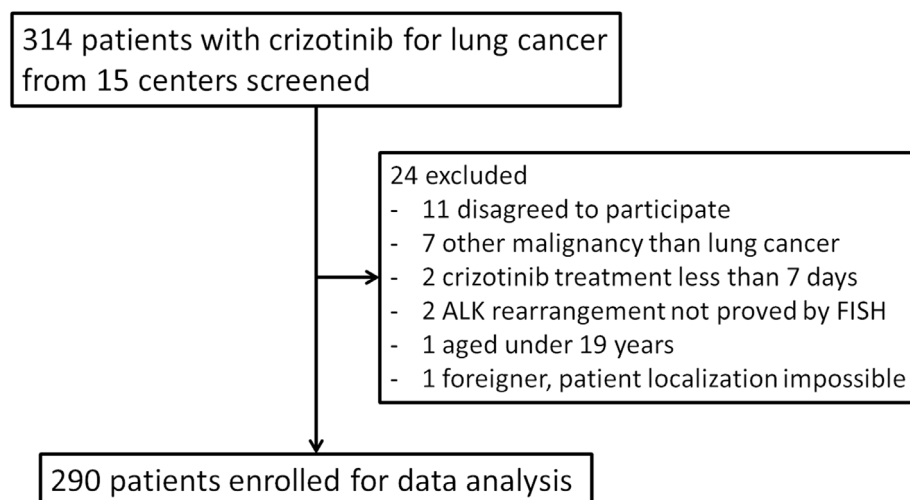 314 patients with crizotinib for lung cancer
from 15 centers screened
24 excluded
- 11 disagreed to participate
- 7 other malignancy than lung cancer
- 2 crizotinib treatment less than 7 days
- 2 ALK rearrangement not proved by FISH
- 1 aged under 19 years
- 1 foreigner, patient localization impossible
290 patients enrolled for data analysis